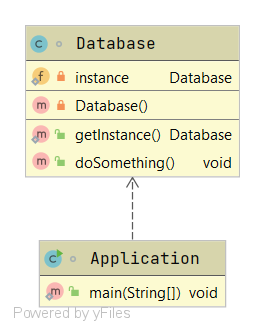 Database
instance Database
Database()
getInstance() Database
doSomething() void
Application
main(String[]) void
Powered by yFiles